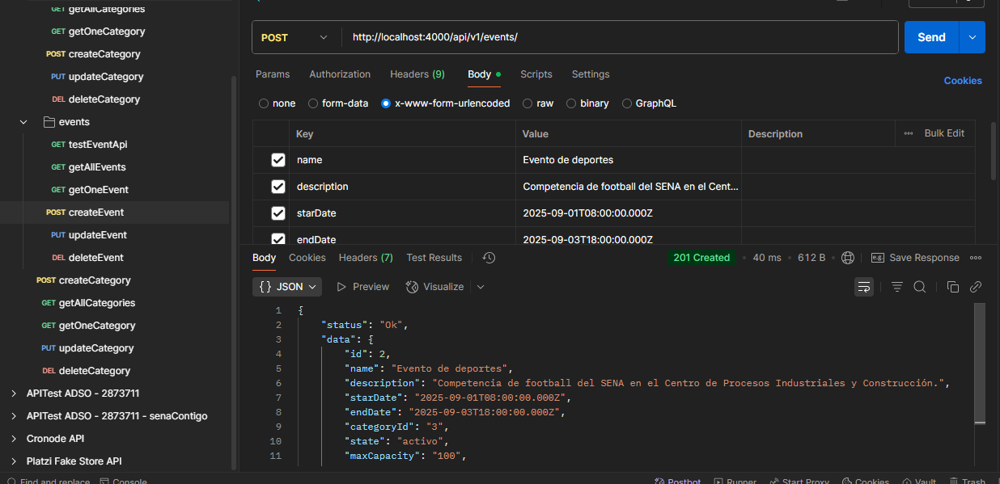 GET getAllCategories
GET getOneCategory
POST createCategory
PUT updateCategory
DEL deleteCategory
events
GET testEventApi
GET getAllEvents
GET getOneEvent
POST createEvent
PUT updateEvent
DEL deleteEvent
POST createCategory
GET getAllCategories
GET getOneCategory
PUT updateCategory
DEL deleteCategory
APITest ADSO - 2873711
APITest ADSO - 2873711 - senaContigo
Cronode API
Platzi Fake Store API
POST http://localhost:4000/api/v1/events/ Send
Params Authorization Headers (9) Body Scripts Settings
Cookies
none form-data x-www-form-urlencoded raw binary GraphQL
Key Value Description Bulk Edit
name Evento de deportes
description Competencia de football del SENA en el Cent...
starDate 2025-09-01T08:00:00.000Z
endDate 2025-09-03T18:00:00.000Z
Body Cookies Headers (7) Test Results 201 Created 40 ms 612 B e.g. Save Response
{} JSON Preview Visualize
1 {
2 "status": "Ok",
3 "data": {
4 "id": 2,
5 "name": "Evento de deportes",
6 "description": "Competencia de football del SENA en el Centro de Procesos Industriales y Construcción.",
7 "starDate": "2025-09-01T08:00:00.000Z",
8 "endDate": "2025-09-03T18:00:00.000Z",
9 "categoryId": "3",
10 "state": "activo",
11 "maxCapacity": "100",
Find and replace Console Postbot Runner Start Proxy Cookies Vault Trash